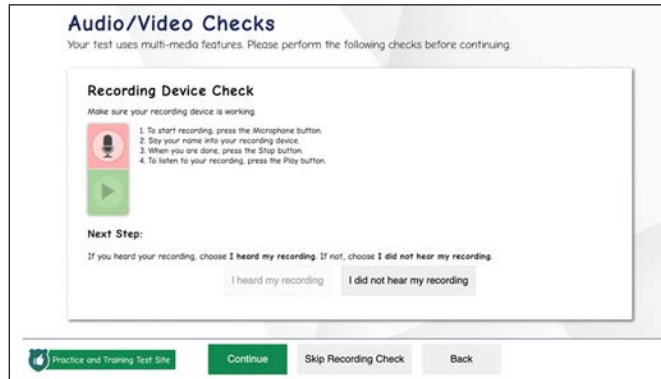 Audio/Video Checks
Your test uses multi-media features. Please perform the following checks before continuing.
Recording Device Check
Make sure your recording device is working.
1. To start recording, press the Microphone button.
2. Say your name into your recording device.
3. When you are done, press the Stop button.
4. To listen to your recording, press the Play button.
Next Step:
If you heard your recording, choose I heard my recording. If not, choose I did not hear my recording.
I heard my recording
I did not hear my recording
Practice and Training Test Site
Continue
Skip Recording Check
Back